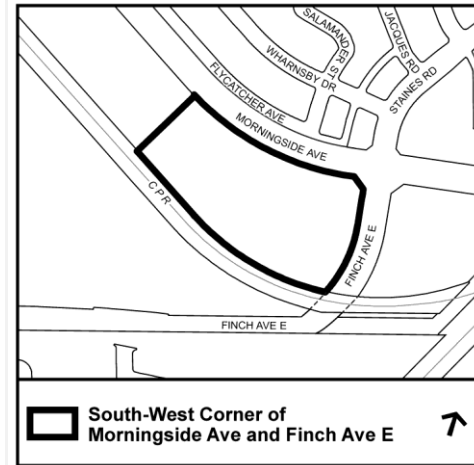 SALAMANDER ST
JACQUES RD
WHARNSBY DR
STAINES RD
FLYCATCHER AVE
MORNINGSIDE AVE
C P R
FINCH AVE E
FINCH AVE E
South-West Corner of
Morningside Ave and Finch Ave E